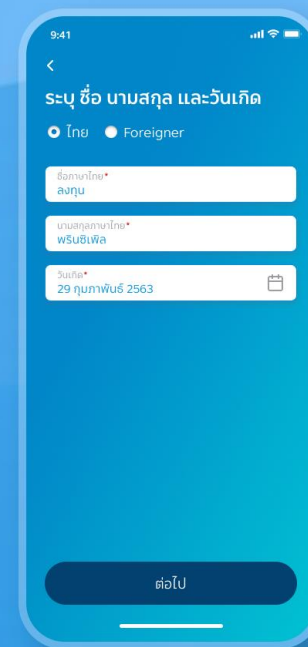 9:41
ระบุ ชื่อ นามสกุล และวันเกิด
ไทย Foreigner
ชื่อภาษาไทย*
ลงทุน
นามสกุลภาษาไทย*
พรินซิเพิล
วันเกิด*
29 กุมภาพันธ์ 2563
ต่อไป